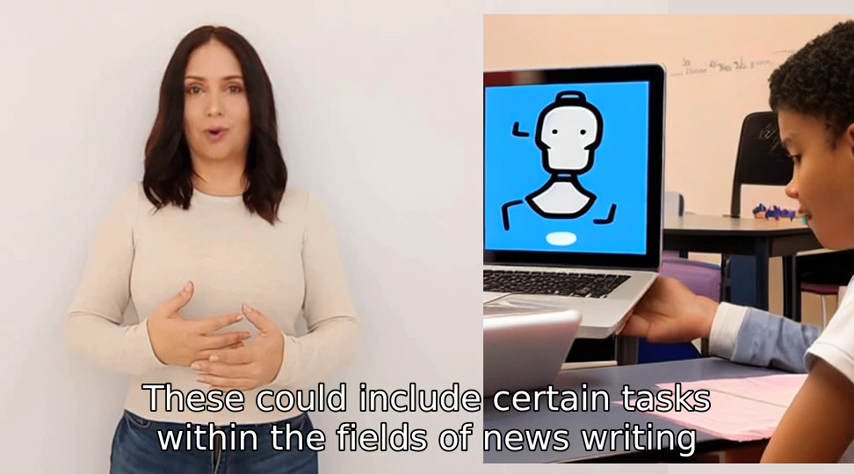 These could include certain tasks
within the fields of news writing